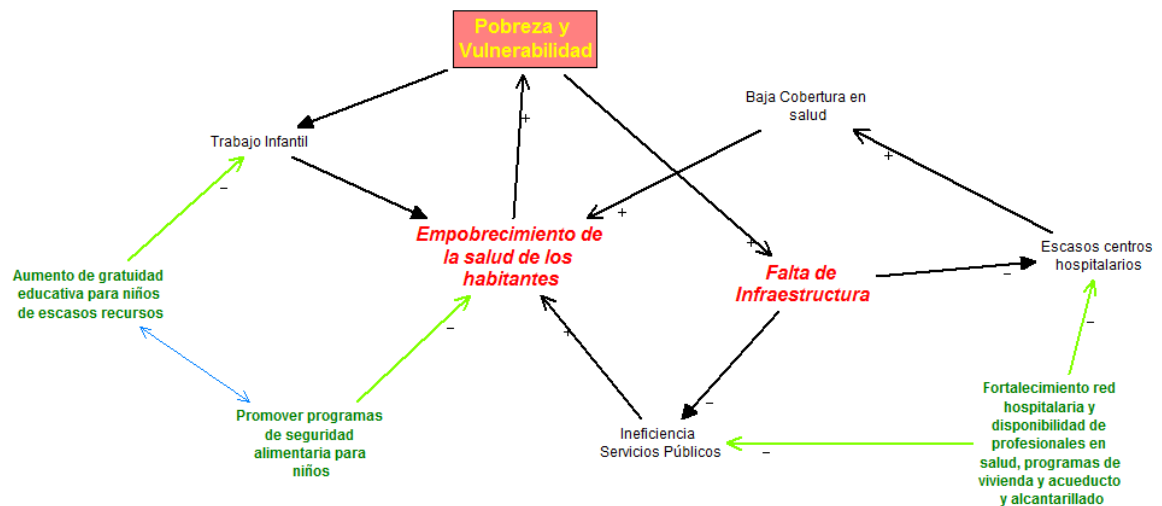 Pobreza y
Vulnerabilidad
Baja Cobertura en
salud
+
Trabajo Infantil
+
–
+
Empobrecimiento de
la salud de los
habitantes
+
+
Escasos centros
hospitalarios
Falta de
Infraestructura
–
Aumento de gratuidad
educativa para niños
de escasos recursos
–
+
–
Fortalecimiento red
hospitalaria y
disponibilidad de
profesionales en
salud, programas de
vivienda y acueducto
y alcantarillado
–
Promover programas
de seguridad
alimentaria para
niños
Ineficiencia
Servicios Públicos
–